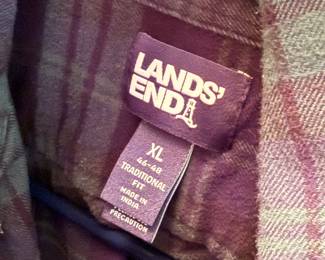 LANDS'
END
XL
46-48
TRADITIONAL
FIT
MADE IN
INDIA
PRECAUTION